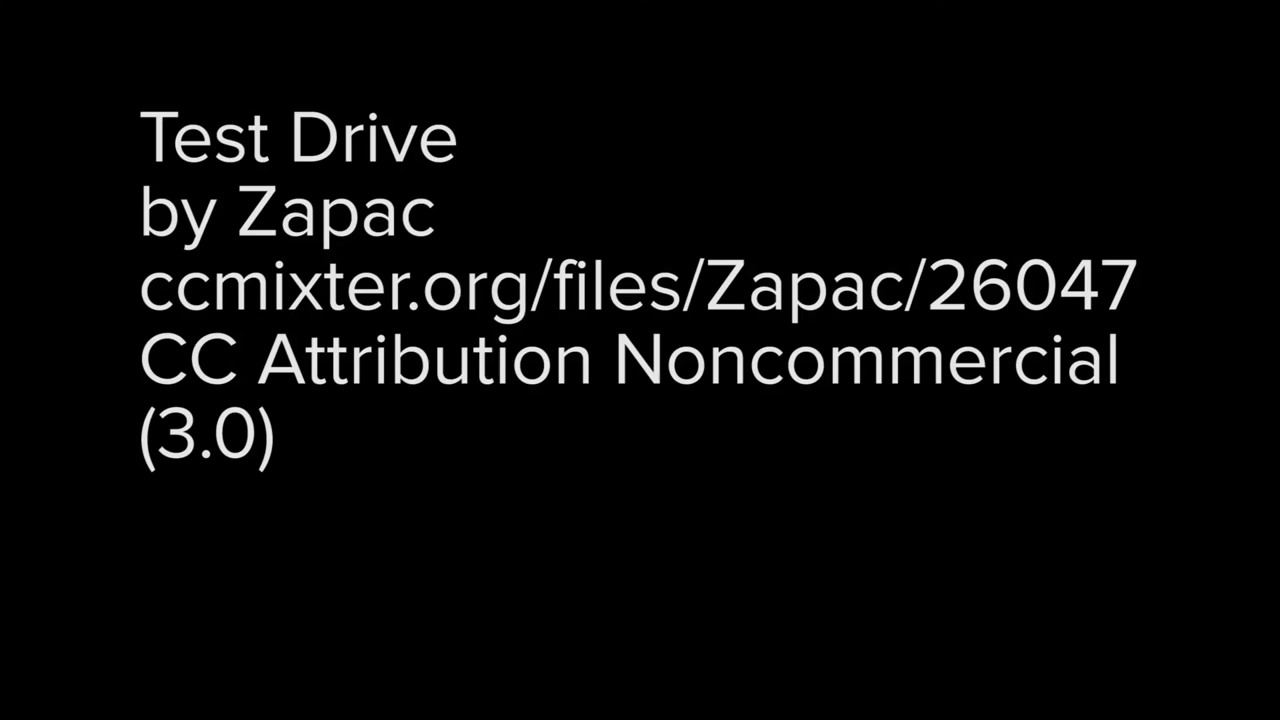 Test Drive
by Zapac
ccmixter.org/files/Zapac/26047
CC Attribution Noncommercial
(3.0)